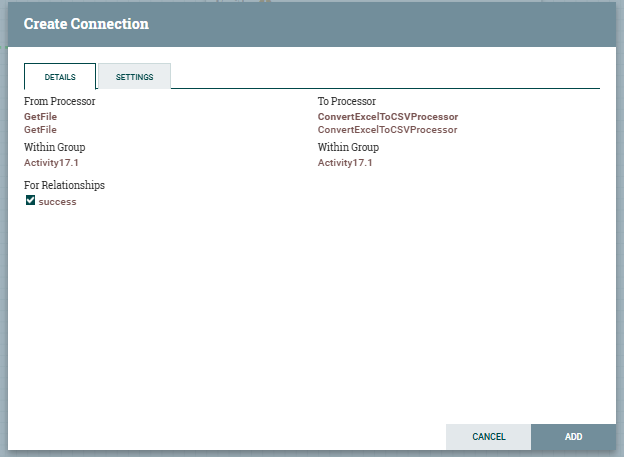 Create Connection
DETAILS
SETTINGS
From Processor
GetFile
GetFile
Within Group
Activity17.1
For Relationships
success
To Processor
ConvertExcelToCSVProcessor
ConvertExcelToCSVProcessor
Within Group
Activity17.1
CANCEL
ADD